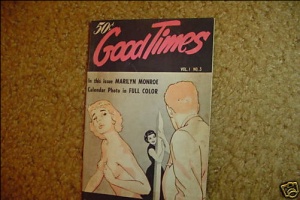 50¢
Good Times
VOL. 1 NO. 2
In this issue MARILYN MONROE
Calendar Photo in FULL COLOR